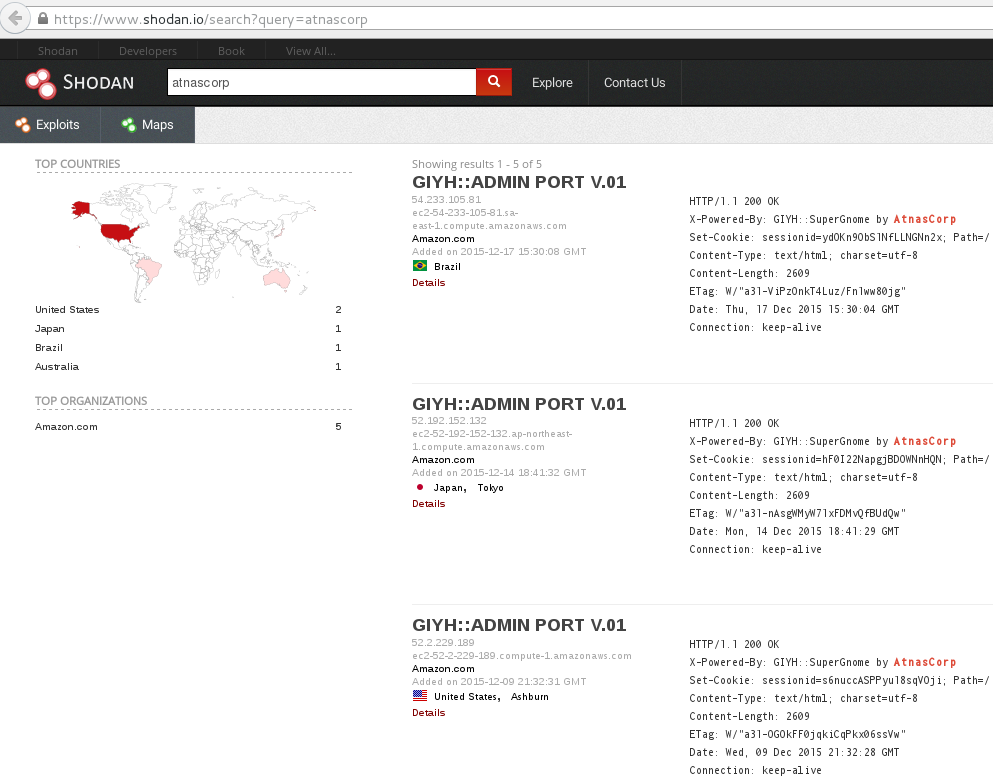 https://www.shodan.io/search?query=atnascorp
Shodan Developers Book View All...
SHODAN atnascorp Explore Contact Us
Exploits Maps
TOP COUNTRIES
United States 2
Japan 1
Brazil 1
Australia 1
TOP ORGANIZATIONS
Amazon.com 5
Showing results 1 - 5 of 5
GIYH::ADMIN PORT V.01
54.233.105.81
ec2-54-233-105-81.sa-
east-1.compute.amazonaws.com
Amazon.com
Added on 2015-12-17 15:30:08 GMT
Brazil
Details
HTTP/1.1 200 OK
X-Powered-By: GIYH::SuperGnome by AtnasCorp
Set-Cookie: sessionid=ydOKn9ObSlNfLLNGNn2x; Path=/
Content-Type: text/html; charset=utf-8
Content-Length: 2609
ETag: W/"a31-ViPzOnkT4Luz/Fn1ww80jg"
Date: Thu, 17 Dec 2015 15:30:04 GMT
Connection: keep-alive
GIYH::ADMIN PORT V.01
52.192.152.132
ec2-52-192-152-132.ap-northeast-
1.compute.amazonaws.com
Amazon.com
Added on 2015-12-14 18:41:32 GMT
Japan, Tokyo
Details
HTTP/1.1 200 OK
X-Powered-By: GIYH::SuperGnome by AtnasCorp
Set-Cookie: sessionid=hF0I22NapgjBDOWNnHQN; Path=/
Content-Type: text/html; charset=utf-8
Content-Length: 2609
ETag: W/"a31-nAsgWMyW71xFDMvQfBUdQw"
Date: Mon, 14 Dec 2015 18:41:29 GMT
Connection: keep-alive
GIYH::ADMIN PORT V.01
52.2.229.189
ec2-52-2-229-189.compute-1.amazonaws.com
Amazon.com
Added on 2015-12-09 21:32:31 GMT
United States, Ashburn
Details
HTTP/1.1 200 OK
X-Powered-By: GIYH::SuperGnome by AtnasCorp
Set-Cookie: sessionid=s6nuccASPPyu18sqVOji; Path=/
Content-Type: text/html; charset=utf-8
Content-Length: 2609
ETag: W/"a31-OGOkFF0jqkiCqPkx06ssVw"
Date: Wed, 09 Dec 2015 21:32:28 GMT
Connection: keep-alive